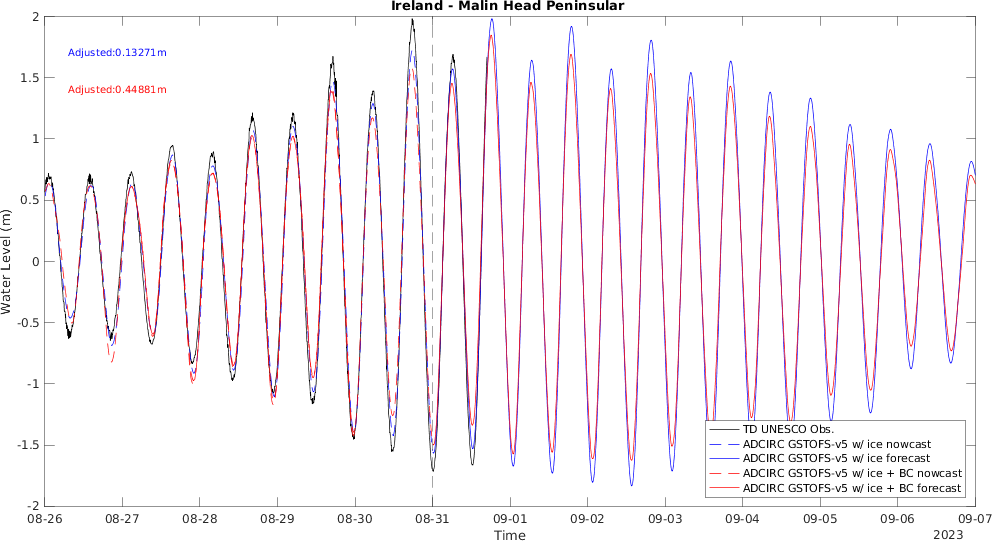 Ireland - Malin Head Peninsular
Adjusted:0.13271m
Adjusted:0.44881m
Water Level (m)
2
1.5
1
0.5
0
-0.5
-1
-1.5
-2
TD UNESCO Obs.
ADCIRC GSTOFS-v5 w/ ice nowcast
ADCIRC GSTOFS-v5 w/ ice forecast
ADCIRC GSTOFS-v5 w/ ice + BC nowcast
ADCIRC GSTOFS-v5 w/ ice + BC forecast
08-26 08-27 08-28 08-29 08-30 08-31 09-01 09-02 09-03 09-04 09-05 09-06 09-07
Time
2023